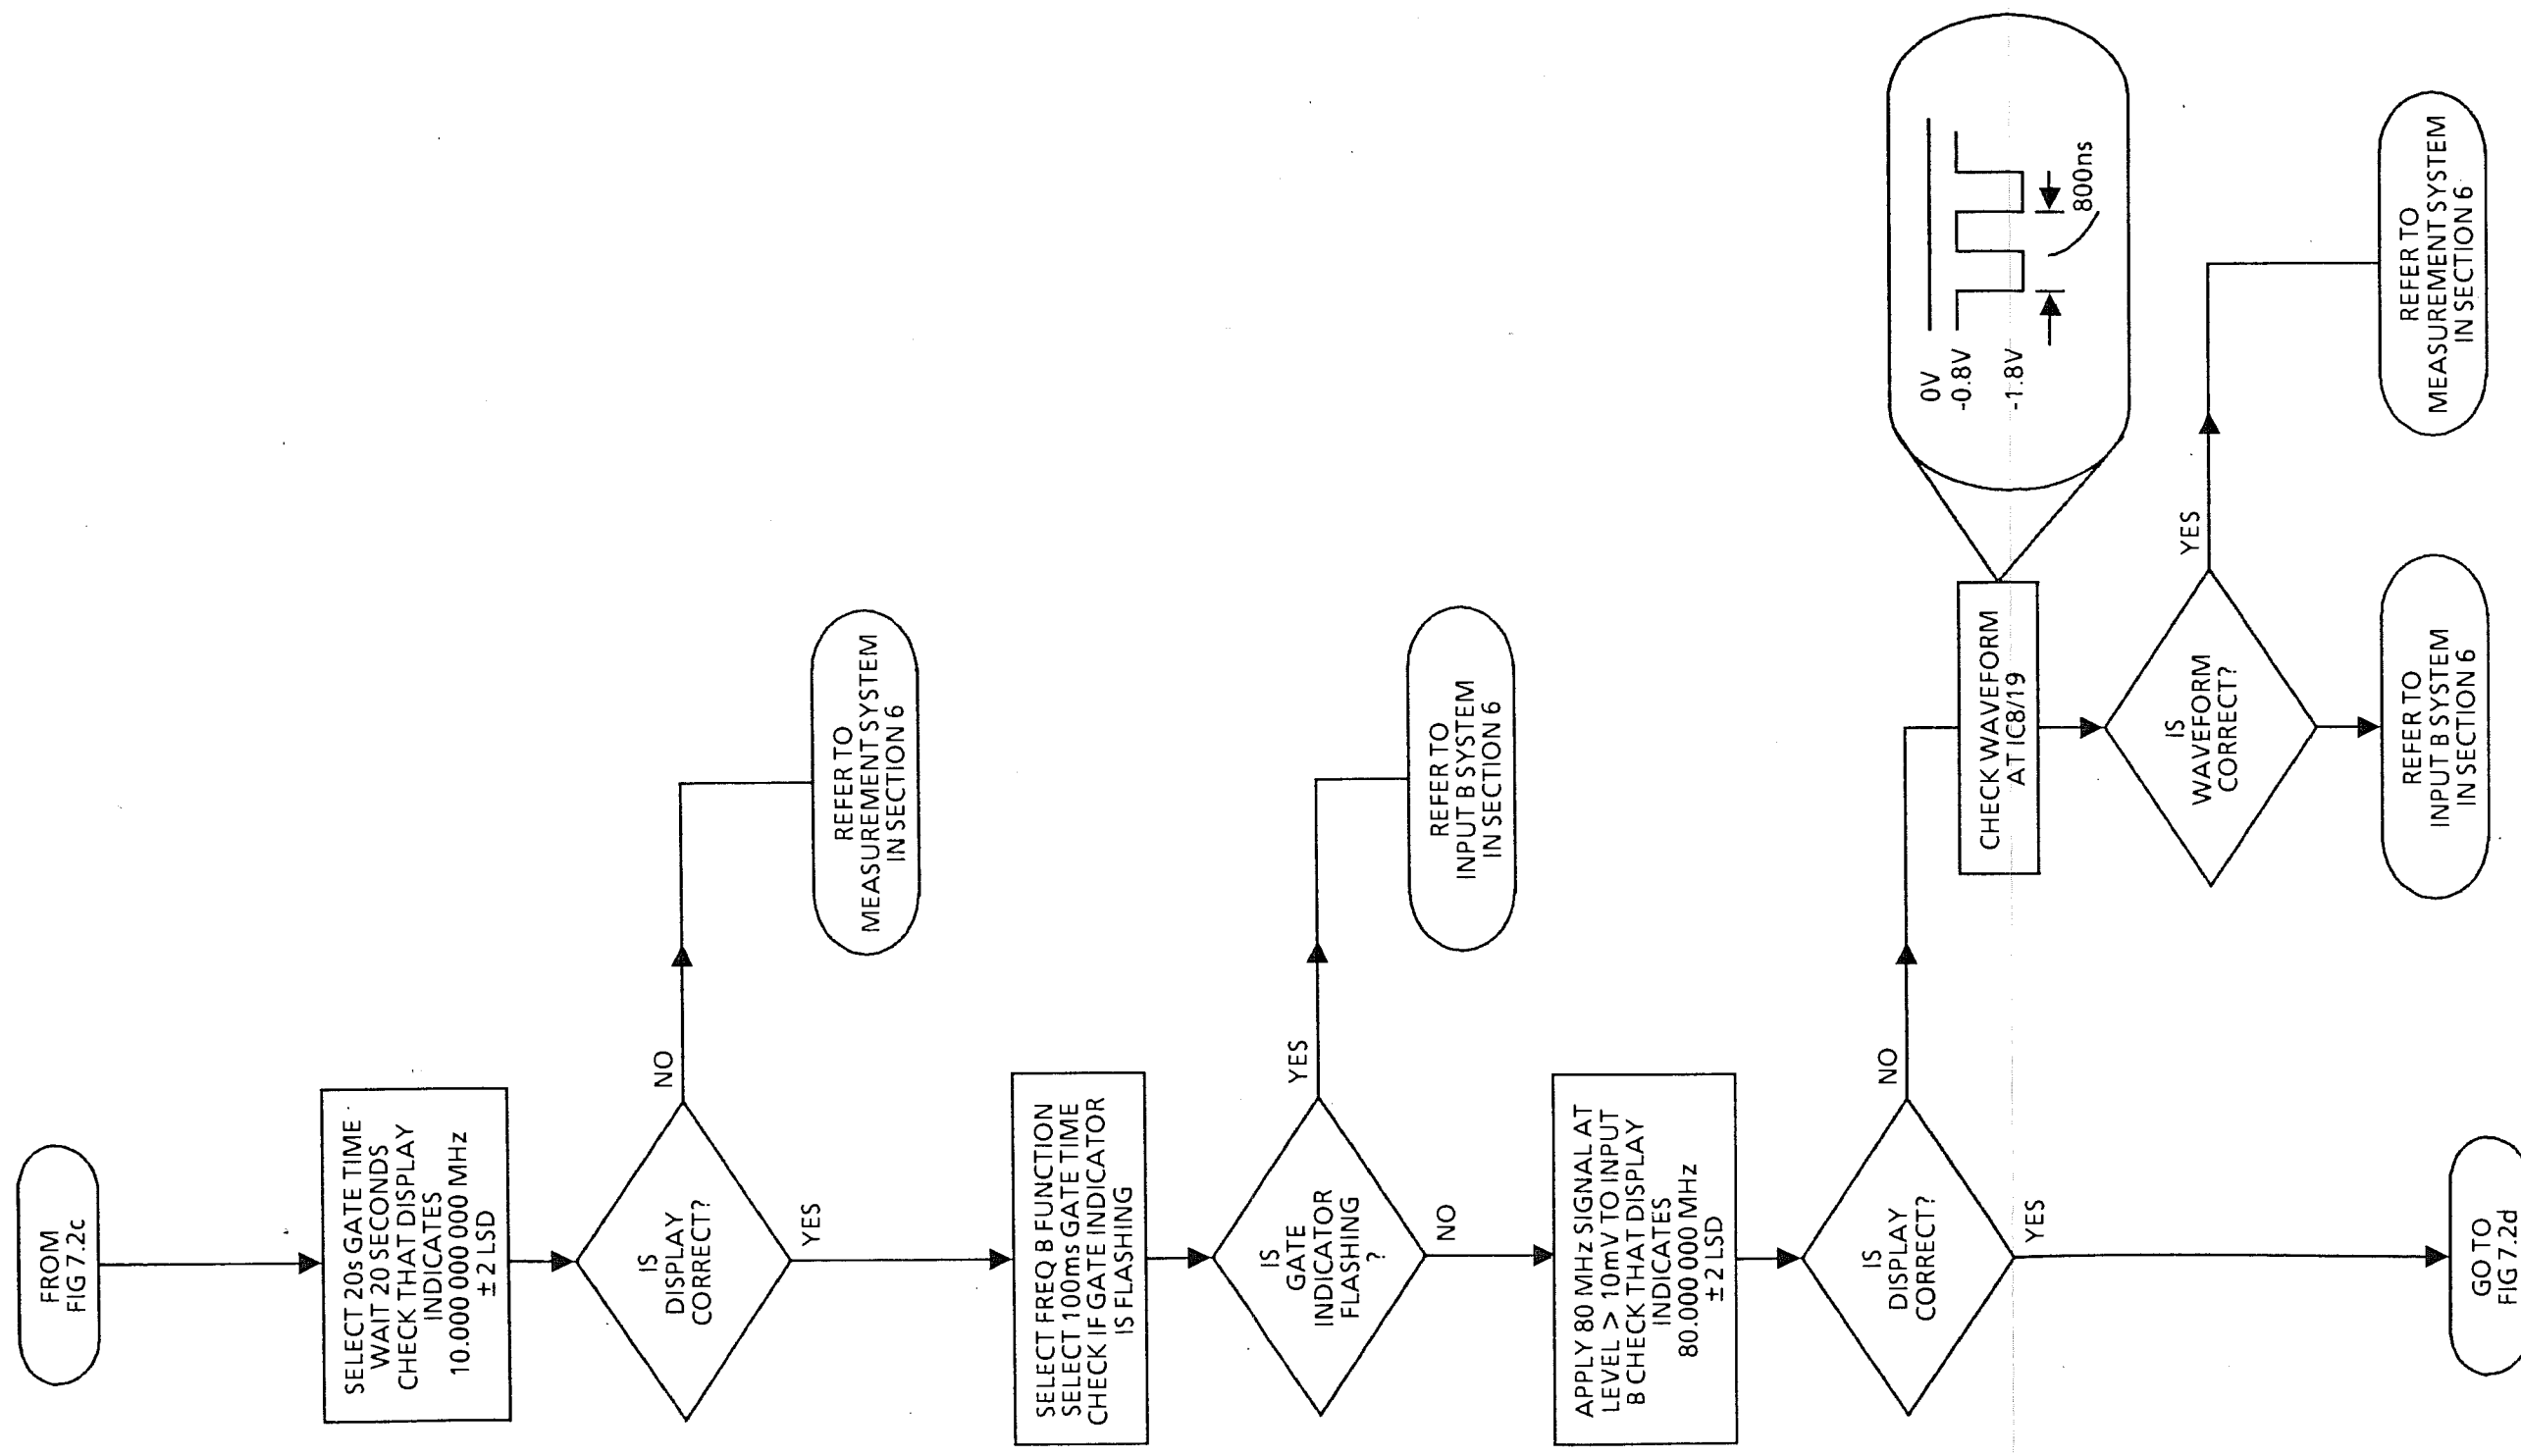 FROM
FIG 7.2c
SELECT 20s GATE TIME
WAIT 20 SECONDS
CHECK THAT DISPLAY
INDICATES
10.000 000 000 MHz
± 2 LSD
IS
DISPLAY
CORRECT?
NO
REFER TO
MEASUREMENT SYSTEM
IN SECTION 6
YES
SELECT FREQ B FUNCTION
SELECT 100ms GATE TIME
CHECK IF GATE INDICATOR
IS FLASHING
IS
GATE
INDICATOR
FLASHING
?
YES
REFER TO
INPUT B SYSTEM
IN SECTION 6
NO
APPLY 80 MHz SIGNAL AT
LEVEL > 10mV TO INPUT
B CHECK THAT DISPLAY
INDICATES
80.000 000 MHz
± 2 LSD
IS
DISPLAY
CORRECT?
NO
CHECK WAVEFORM
AT IC8/19
0V
-0.8V
-1.8V
800ns
IS
WAVEFORM
CORRECT?
YES
REFER TO
MEASUREMENT SYSTEM
IN SECTION 6
REFER TO
INPUT B SYSTEM
IN SECTION 6
YES
GO TO
FIG 7.2d